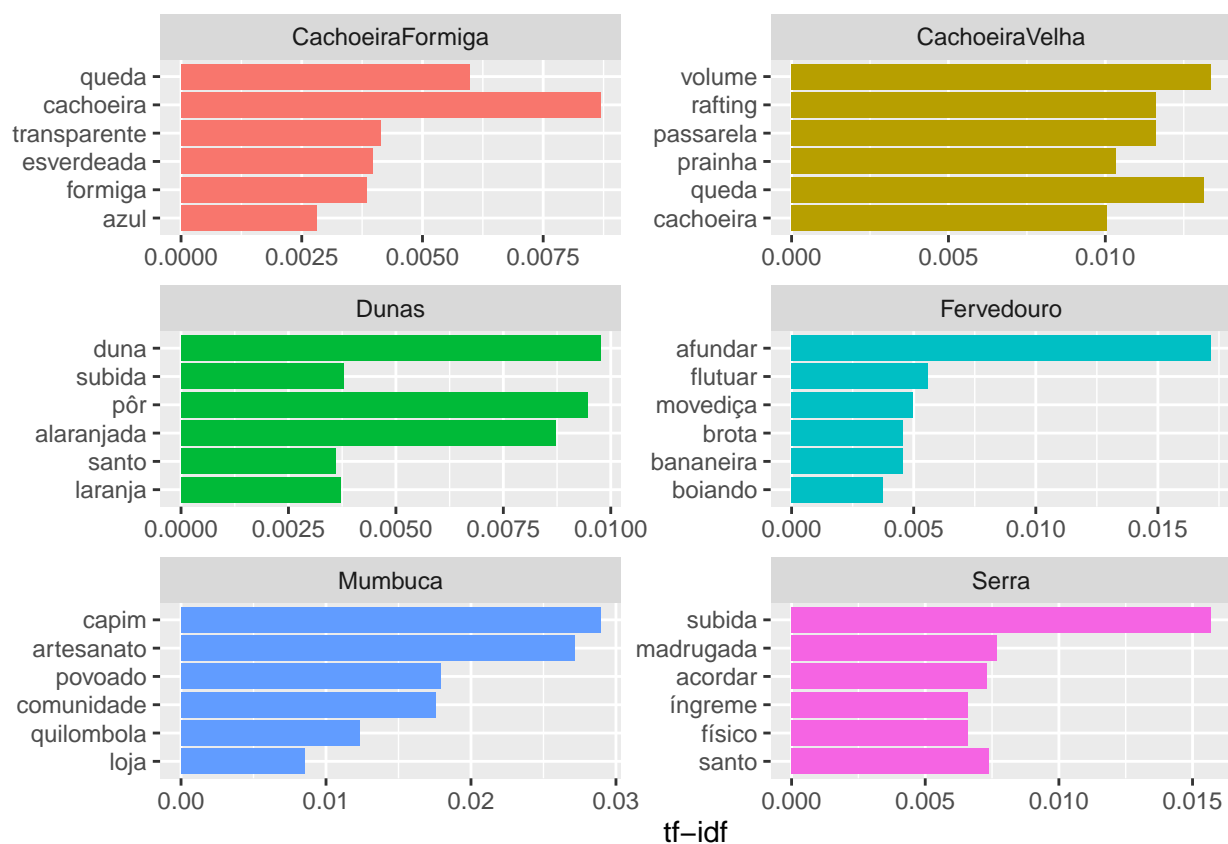 CachoeiraFormiga
queda
cachoeira
transparente
esverdeada
formiga
azul
0.0000 0.0025 0.0050 0.0075
CachoeiraVelha
volume
rafting
passarela
prainha
queda
cachoeira
0.000 0.005 0.010
Dunas
duna
subida
pôr
alaranjada
santo
laranja
0.0000 0.0025 0.0050 0.0075 0.0100
Fervedouro
afundar
flutuar
movediça
brota
bananeira
boiando
0.000 0.005 0.010 0.015
Mumbuca
capim
artesanato
povoado
comunidade
quilombola
loja
0.00 0.01 0.02 0.03
Serra
subida
madrugada
acordar
íngreme
físico
santo
0.000 0.005 0.010 0.015
tf−idf